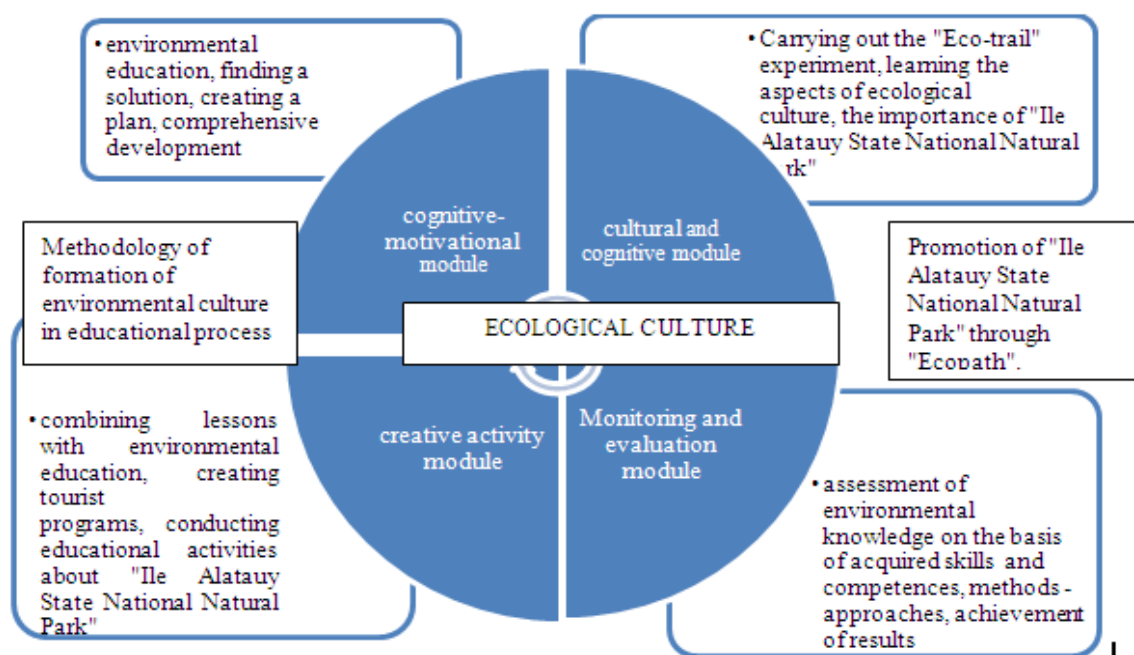 • environmental
education, finding a
solution, creating a
plan, comprehensive
development
• Carrying out the "Eco-trail"
experiment, learning the
aspects of ecological
culture, the importance of "Ile
Alatauy State National Natural
cognitive-
motivational
module
cultural and
cognitive module
Methodology of
formation of
environmental culture
in educational process
ECOLOGICAL CULTURE
Promotion of "Ile
Alatauy State
National Natural
Park" through
"Ecopath".
• combining lessons
with environmental
education, creating
tourist
programs, conducting
educational activities
about "Ile Alatauy
State National Natural
Park"
creative activity
module
Monitoring and
evaluation
module
• assessment of
environmental
knowledge on the basis
of acquired skills and
competences, methods -
approaches, achievement
of results